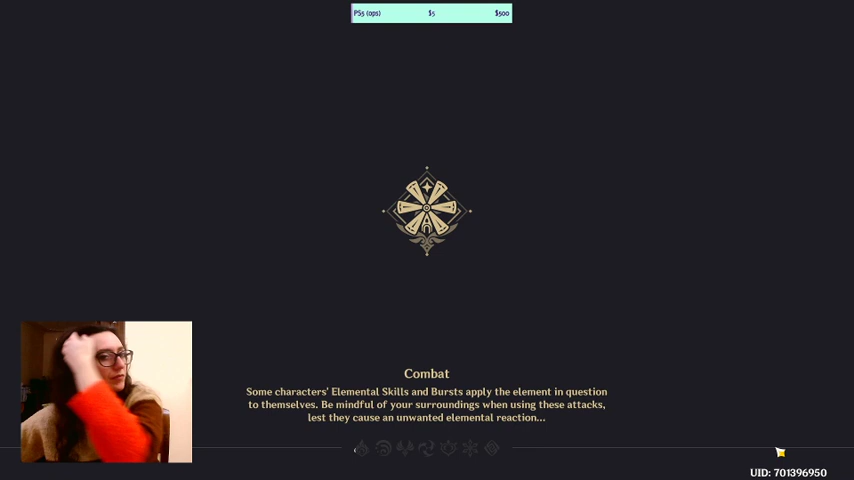 PS5 (ops) $5 $500
Combat
Some characters' Elemental Skills and Bursts apply the element in question
to themselves. Be mindful of your surroundings when using these attacks,
lest they cause an unwanted elemental reaction...
UID: 701396950